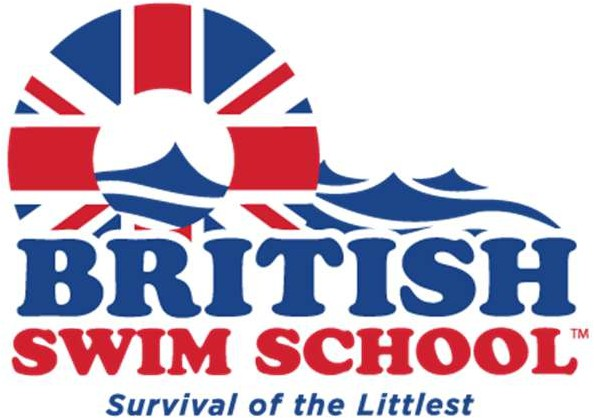 BRITISH
SWIM SCHOOL™
Survival of the Littlest